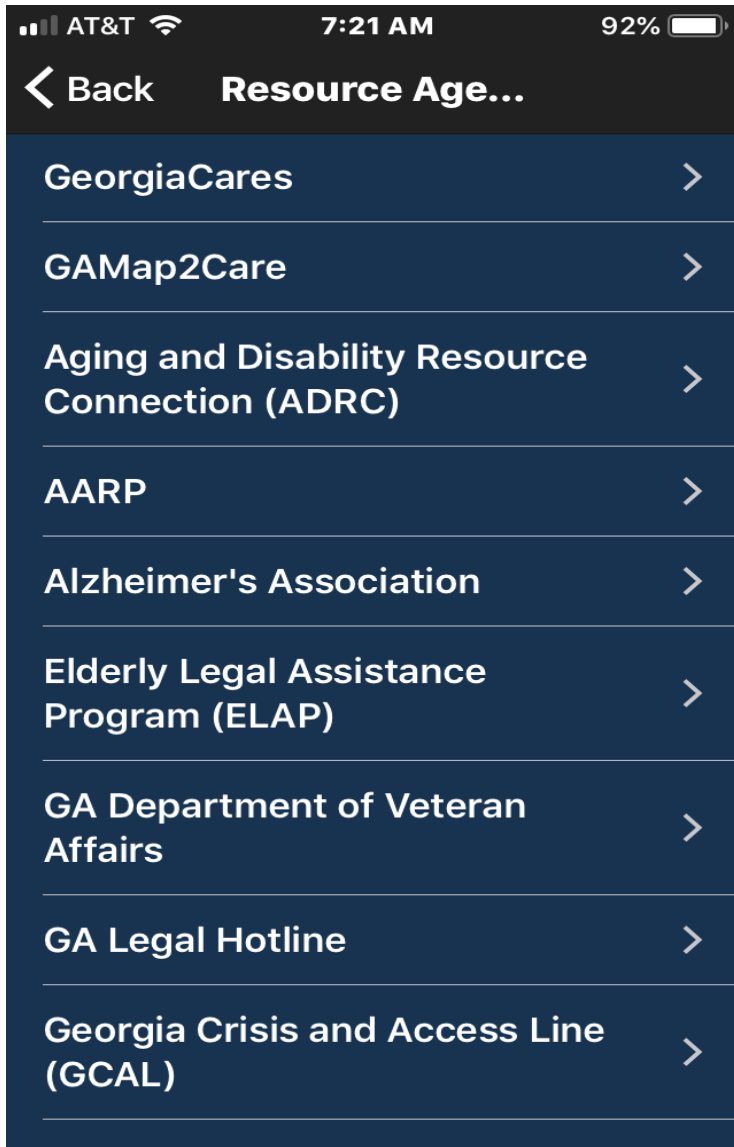 AT&T 7:21 AM 92%
Back Resource Age...
GeorgiaCares
GAMap2Care
Aging and Disability Resource
Connection (ADRC)
AARP
Alzheimer's Association
Elderly Legal Assistance
Program (ELAP)
GA Department of Veteran
Affairs
GA Legal Hotline
Georgia Crisis and Access Line
(GCAL)